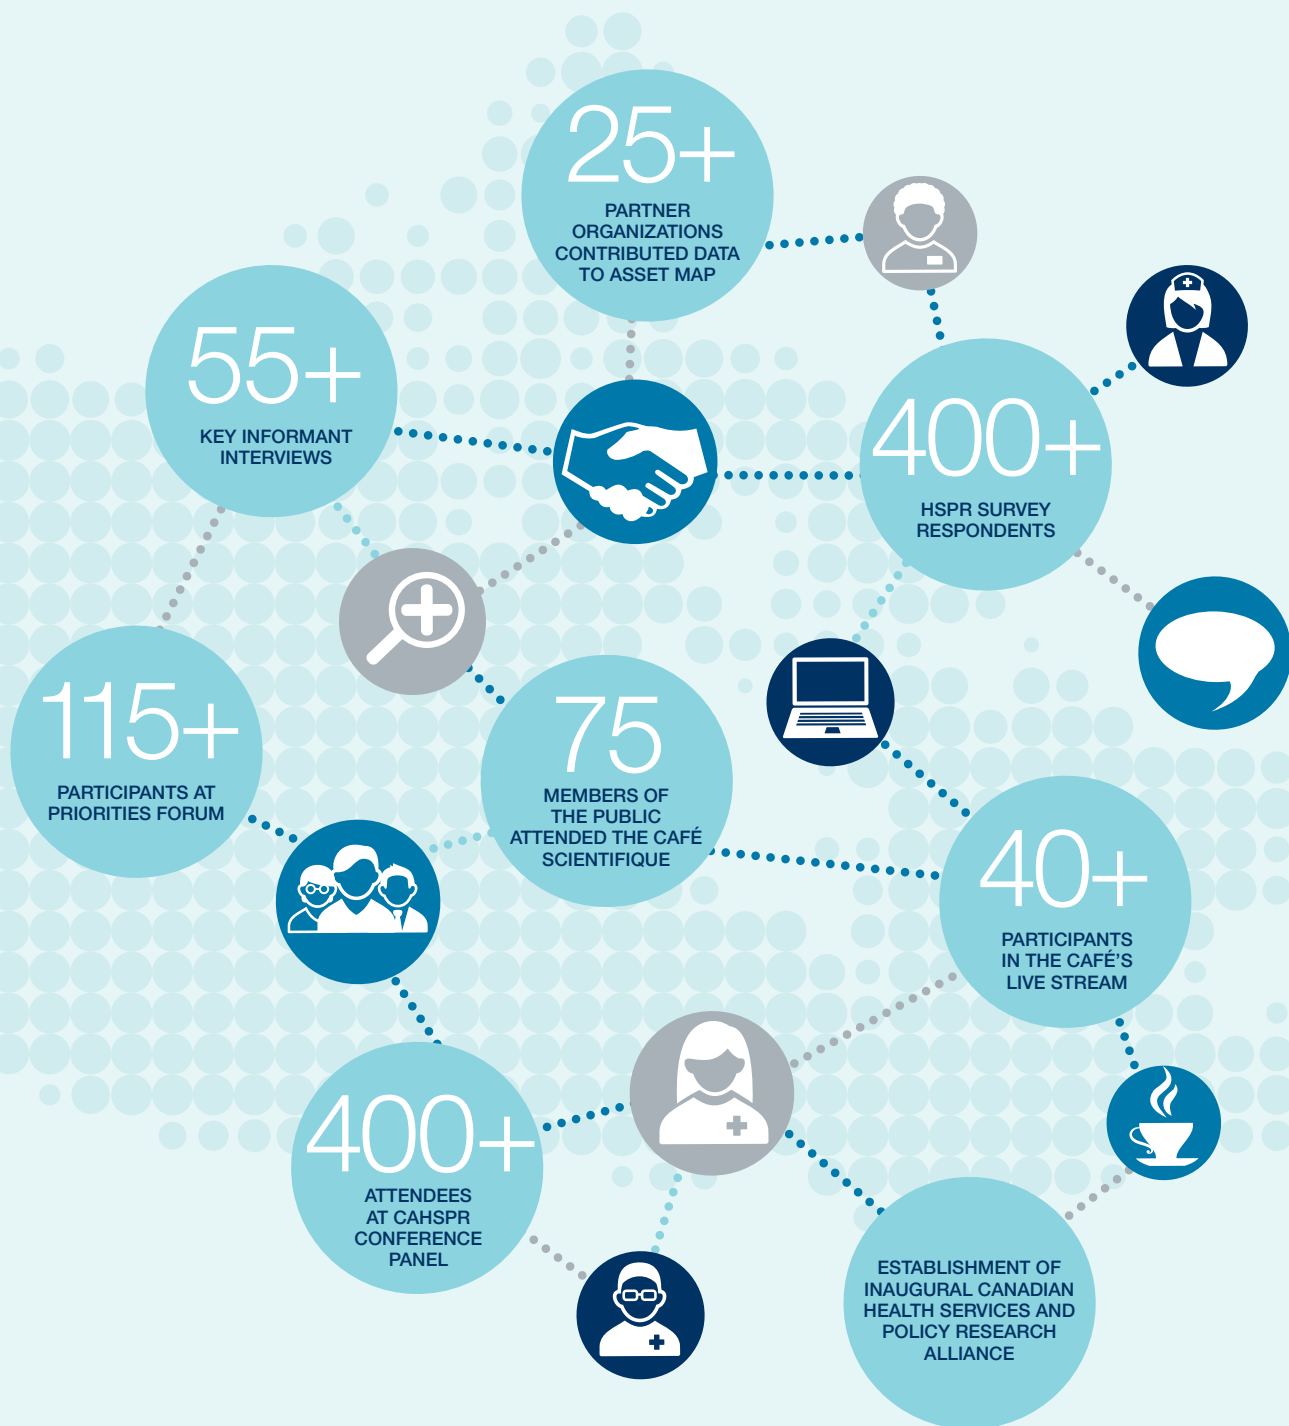 25+
PARTNER
ORGANIZATIONS
CONTRIBUTED DATA
TO ASSET MAP
55+
KEY INFORMANT
INTERVIEWS
400+
HSPR SURVEY
RESPONDENTS
115+
PARTICIPANTS AT
PRIORITIES FORUM
75
MEMBERS OF
THE PUBLIC
ATTENDED THE CAFÉ
SCIENTIFIQUE
40+
PARTICIPANTS
IN THE CAFÉ'S
LIVE STREAM
400+
ATTENDEES
AT CAHSPR
CONFERENCE
PANEL
ESTABLISHMENT OF
INAUGURAL CANADIAN
HEALTH SERVICES AND
POLICY RESEARCH
ALLIANCE